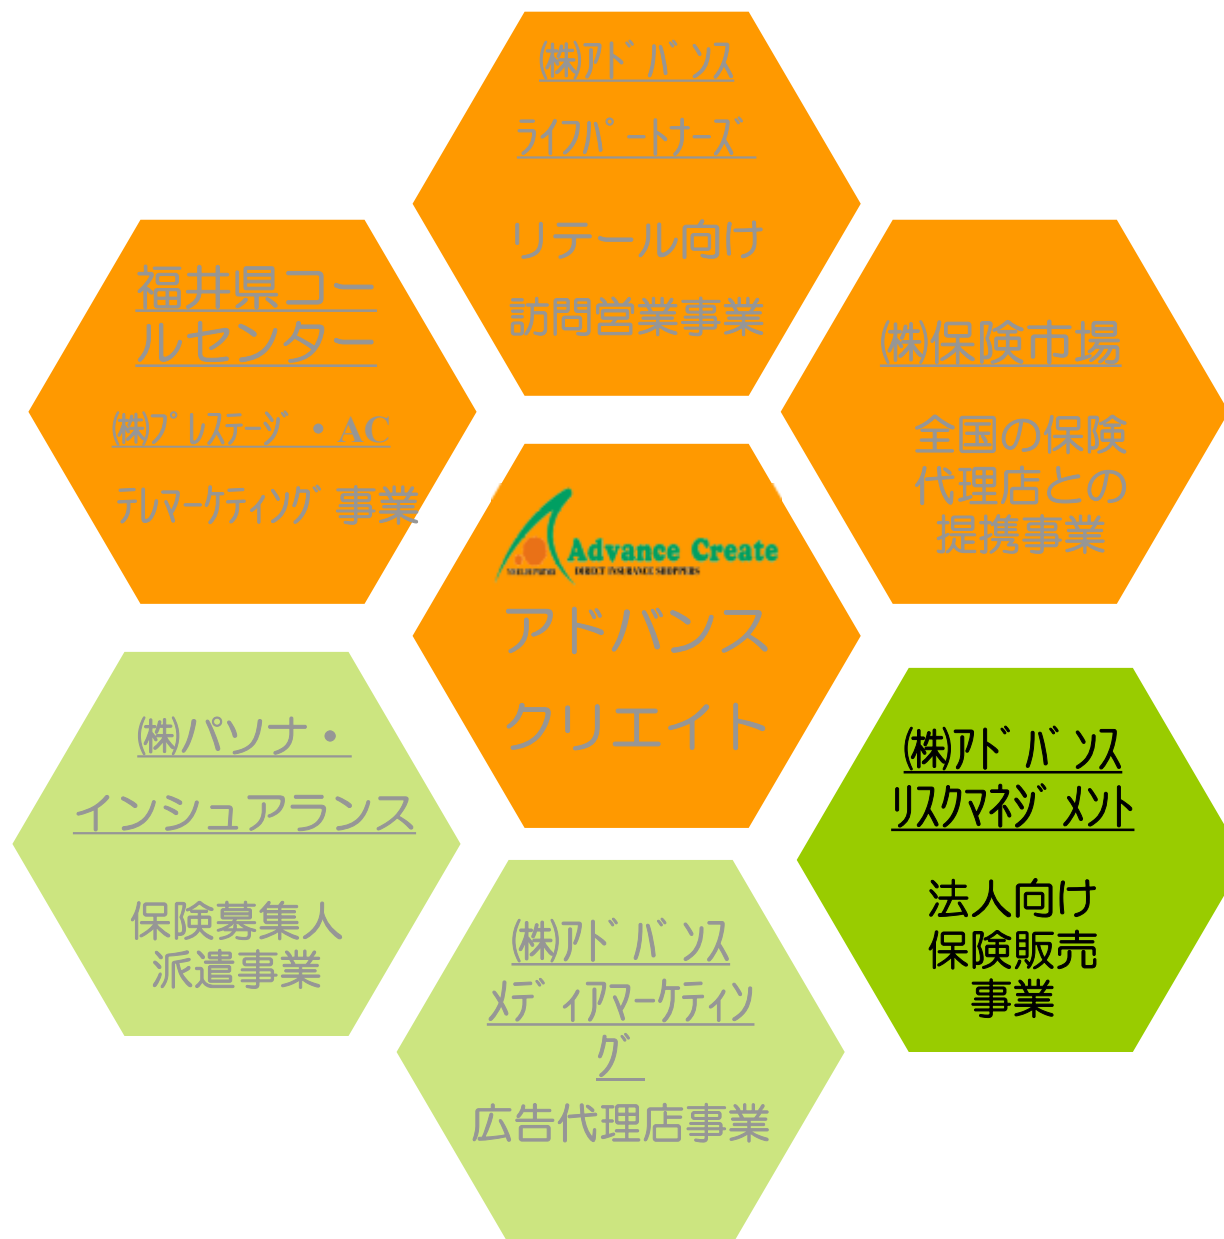 ㈱ｱﾄﾞﾊﾞﾝｽ
ﾗｲﾌﾊﾟｰﾄﾅｰｽﾞ
リテール向け
訪問営業事業
福井県コー
ルセンター
㈱ﾌﾟﾚｽﾃｰｼﾞ・AC
ﾃﾚﾏｰｹﾃｨﾝｸﾞ事業
㈱保険市場
全国の保険
代理店との
提携事業
Advance Create
DIRECT INSURANCE SHOPPERS
アドバンス
クリエイト
㈱パソナ・
インシュアランス
保険募集人
派遣事業
㈱ｱﾄﾞﾊﾞﾝｽ
ﾘｽｸﾏﾈｼﾞﾒﾝﾄ
法人向け
保険販売
事業
㈱ｱﾄﾞﾊﾞﾝｽ
ﾒﾃﾞｨｱﾏｰｹﾃｨﾝ
ｸﾞ
広告代理店事業